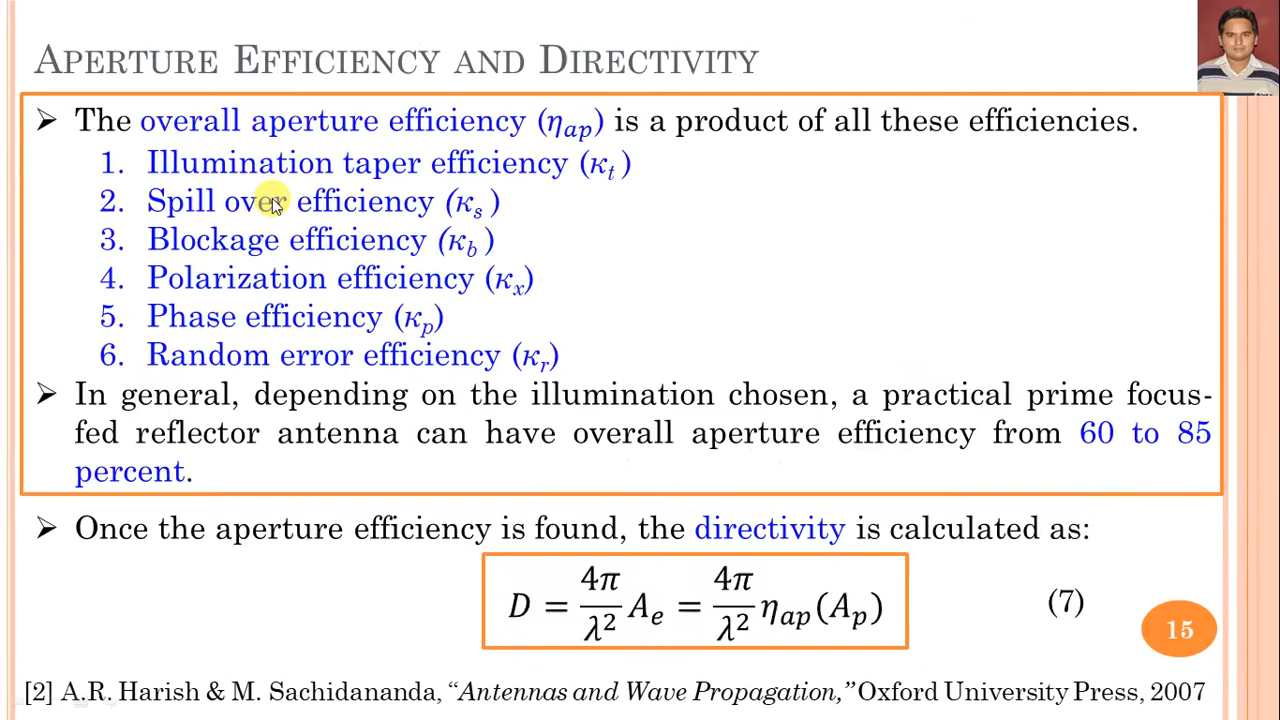 APERTURE EFFICIENCY AND DIRECTIVITY
➢ The overall aperture efficiency (η_ap) is a product of all these efficiencies.
1. Illumination taper efficiency (κ_t)
2. Spill over efficiency (κ_s)
3. Blockage efficiency (κ_b)
4. Polarization efficiency (κ_x)
5. Phase efficiency (κ_p)
6. Random error efficiency (κ_r)
➢ In general, depending on the illumination chosen, a practical prime focus-
fed reflector antenna can have overall aperture efficiency from 60 to 85
percent.
➢ Once the aperture efficiency is found, the directivity is calculated as:
D = 4π/λ² A_e = 4π/λ² η_ap(A_p) (7)
15
[2] A.R. Harish & M. Sachidananda, “Antennas and Wave Propagation,” Oxford University Press, 2007